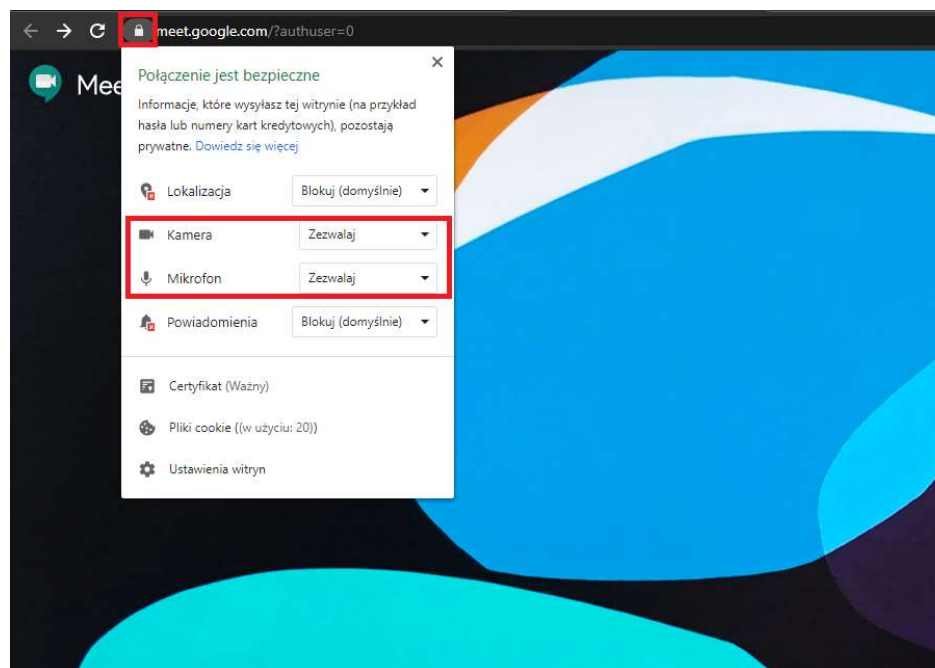 meet.google.com/?authuser=0
Mee
Połączenie jest bezpieczne
Informacje, które wysyłasz tej witrynie (na przykład
hasła lub numery kart kredytowych), pozostają
prywatne. Dowiedz się więcej
Lokalizacja Blokuj (domyślnie)
Kamera Zezwalaj
Mikrofon Zezwalaj
Powiadomienia Blokuj (domyślnie)
Certyfikat (Ważny)
Pliki cookie ((w użyciu: 20))
Ustawienia witryn